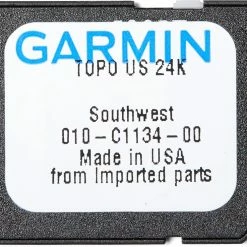 GARMIN
TOPO US 24K
Southwest
010-C1134-00
Made in USA
from Imported parts